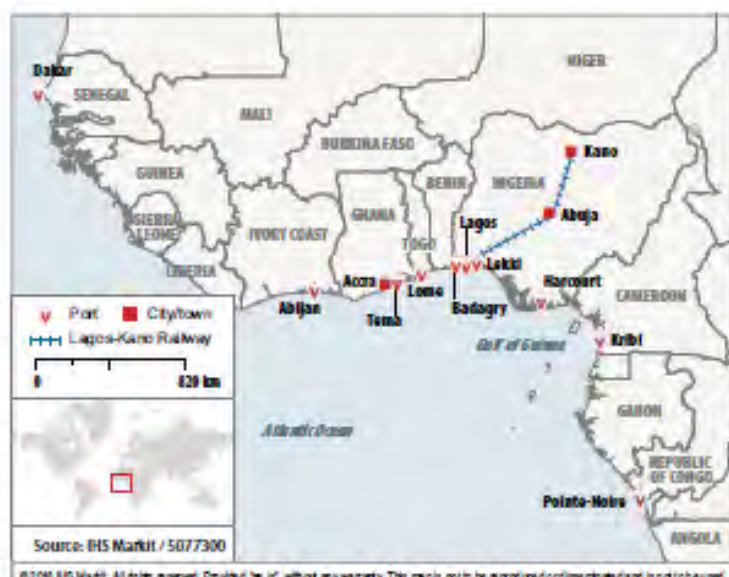 NIGER
Dakar
SENEGAL
MALI
BURKINA FASO
Kano
GUINEA
BENIN
NIGERIA
GHANA
Lagos
Abuja
SIERRA
LEONE
IVORY COAST
TOGO
LIBERIA
Accra
Lome
Lekki
Harcourt
CAMEROON
Abijan
Tema
Badagry
Port
City/town
Lagos-Kano Railway
Gulf of Guinea
Kribi
0
820 km
GABON
Atlantic Ocean
REPUBLIC
OF CONGO
Pointe-Noire
Source: IHS Markit / 5077300
ANGOLA